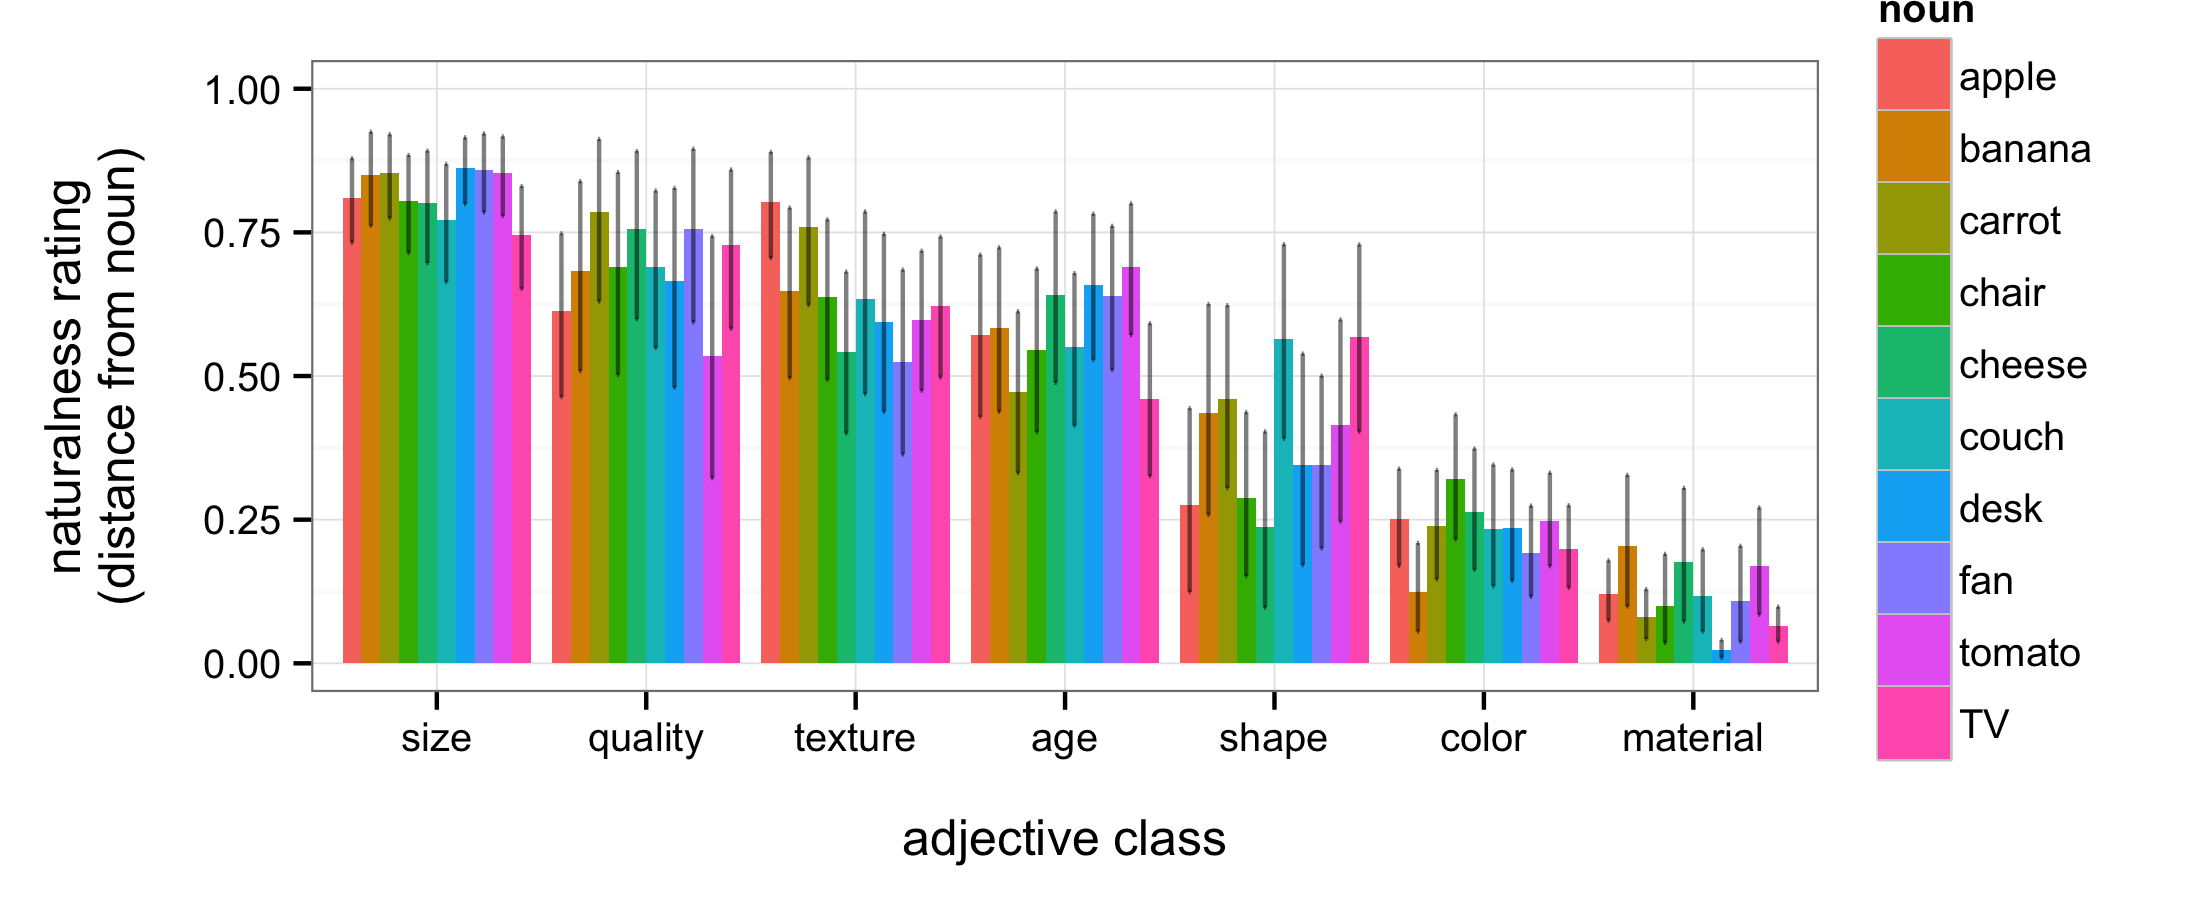 noun
apple
banana
carrot
chair
cheese
couch
desk
fan
tomato
TV
naturalness rating
(distance from noun)
1.00
0.75
0.50
0.25
0.00
size
quality
texture
age
shape
color
material
adjective class